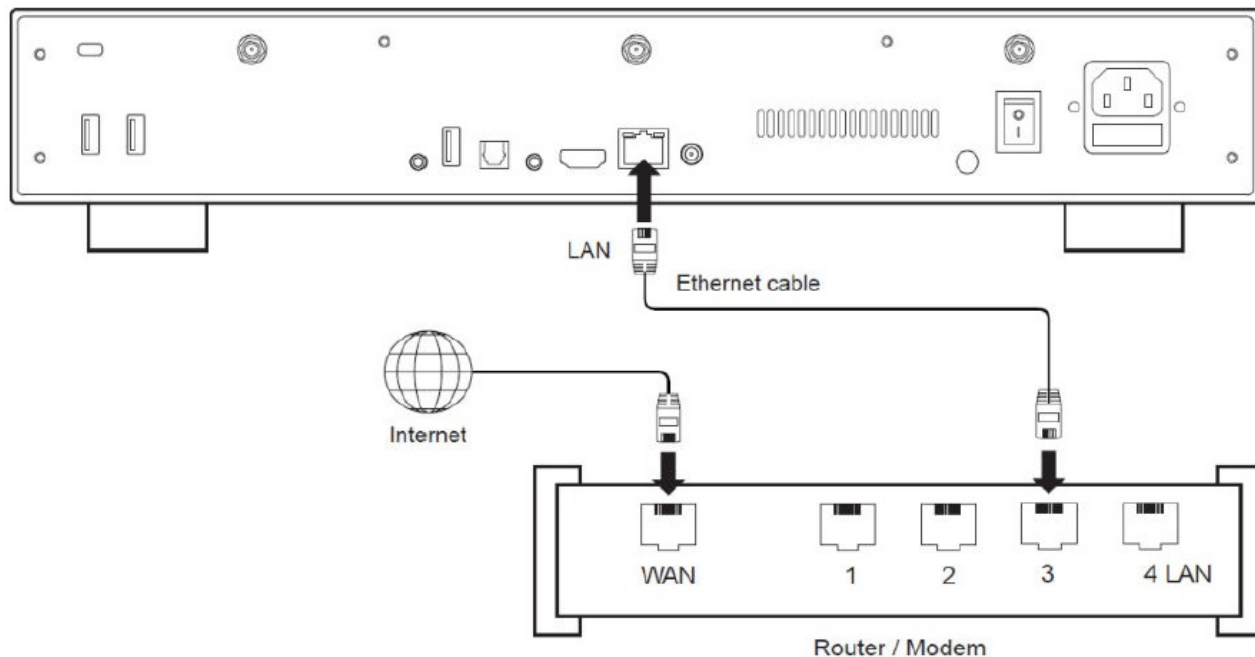 LAN
Ethernet cable
Internet
WAN 1 2 3 4 LAN
Router / Modem